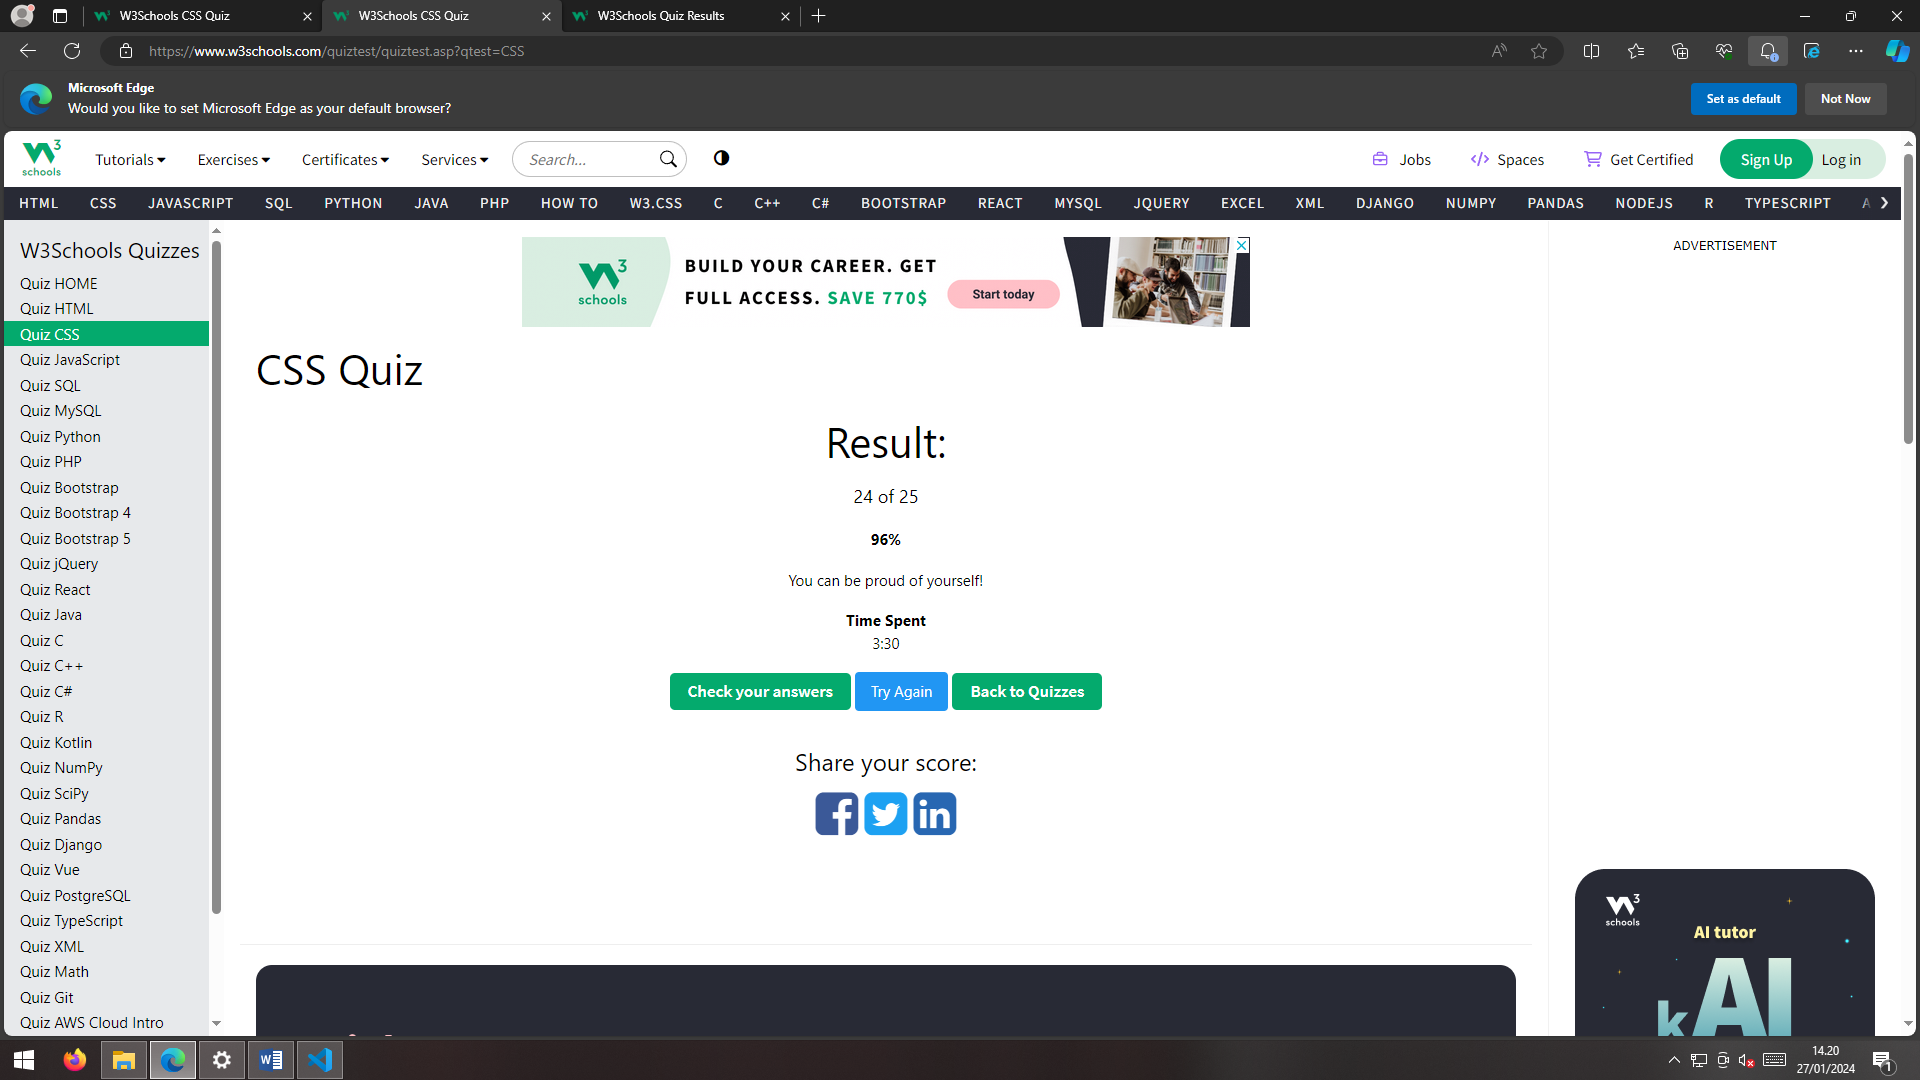 W3Schools CSS Quiz
W3Schools CSS Quiz
W3Schools Quiz Results
https://www.w3schools.com/quiztest/quiztest.asp?qtest=CSS
Microsoft Edge
Would you like to set Microsoft Edge as your default browser?
Set as default
Not Now
W3 schools
Tutorials
Exercises
Certificates
Services
Search...
Jobs
Spaces
Get Certified
Sign Up
Log in
HTML CSS JAVASCRIPT SQL PYTHON JAVA PHP HOW TO W3.CSS C C++ C# BOOTSTRAP REACT MYSQL JQUERY EXCEL XML DJANGO NUMPY PANDAS NODEJS R TYPESCRIPT A
W3Schools Quizzes
Quiz HOME
Quiz HTML
Quiz CSS
Quiz JavaScript
Quiz SQL
Quiz MySQL
Quiz Python
Quiz PHP
Quiz Bootstrap
Quiz Bootstrap 4
Quiz Bootstrap 5
Quiz jQuery
Quiz React
Quiz Java
Quiz C
Quiz C++
Quiz C#
Quiz R
Quiz Kotlin
Quiz NumPy
Quiz SciPy
Quiz Pandas
Quiz Django
Quiz Vue
Quiz PostgreSQL
Quiz TypeScript
Quiz XML
Quiz Math
Quiz Git
Quiz AWS Cloud Intro
W3 schools
BUILD YOUR CAREER. GET
FULL ACCESS. SAVE 770$
Start today
CSS Quiz
Result:
24 of 25
96%
You can be proud of yourself!
Time Spent
3:30
Check your answers
Try Again
Back to Quizzes
Share your score:
ADVERTISEMENT
W3 schools
AI tutor
kAI
14.20
27/01/2024
1